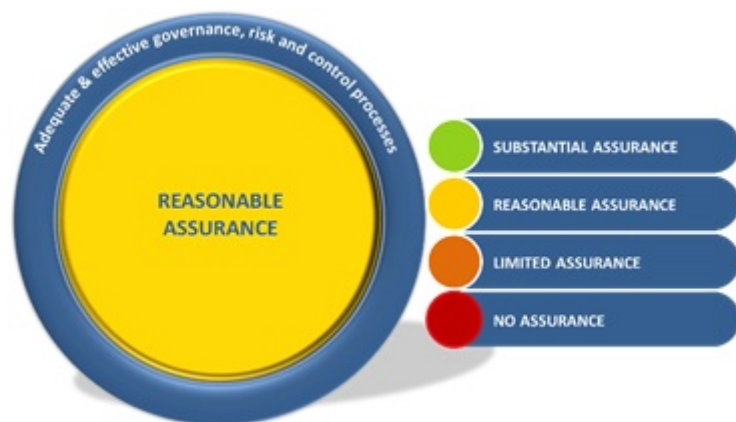 Adequate & effective governance, risk and control processes
REASONABLE
ASSURANCE
SUBSTANTIAL ASSURANCE
REASONABLE ASSURANCE
LIMITED ASSURANCE
NO ASSURANCE